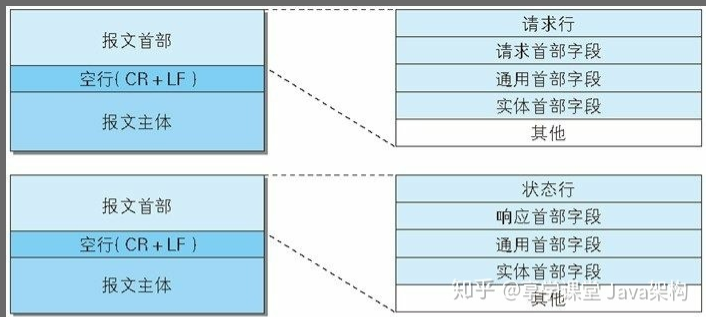 报文首部
空行( CR + LF )
报文主体
请求行
请求首部字段
通用首部字段
实体首部字段
其他
报文首部
空行( CR + LF )
报文主体
状态行
响应首部字段
通用首部字段
实体首部字段
其他
知乎 @享学课堂 Java架构